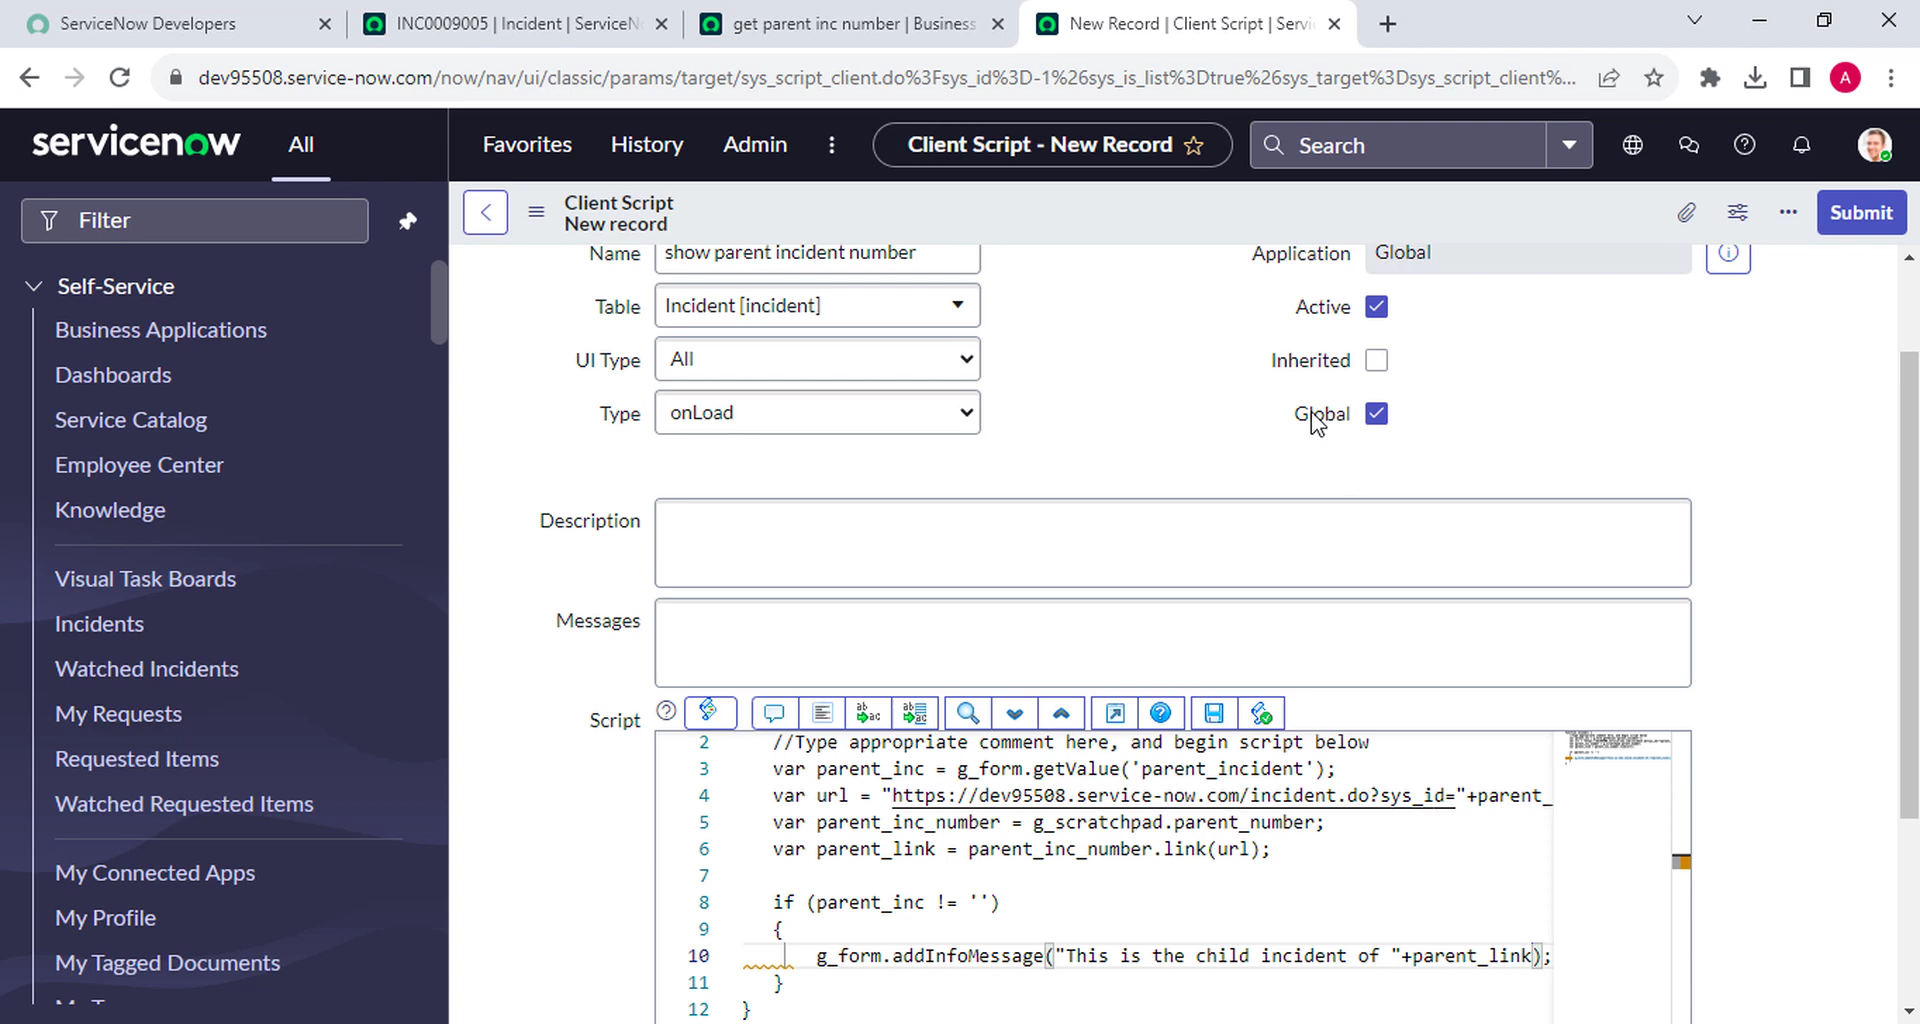 ServiceNow Developers
INC0009005 | Incident | ServiceN
get parent inc number | Business
New Record | Client Script | Servi
dev95508.service-now.com/now/nav/ui/classic/params/target/sys_script_client.do%3Fsys_id%3D-1%26sys_is_list%3Dtrue%26sys_target%3Dsys_script_client%...
A
servicenow
All
Favorites
History
Admin
Client Script - New Record
Search
Filter
Client Script
New record
Submit
Self-Service
Business Applications
Dashboards
Service Catalog
Employee Center
Knowledge
Visual Task Boards
Incidents
Watched Incidents
My Requests
Requested Items
Watched Requested Items
My Connected Apps
My Profile
My Tagged Documents
Name
show parent incident number
Application
Global
Table
Incident [incident]
Active
UI Type
All
Inherited
Type
onLoad
Global
Description
Messages
Script
2 //Type appropriate comment here, and begin script below
3 var parent_inc = g_form.getValue('parent_incident');
4 var url = "https://dev95508.service-now.com/incident.do?sys_id="+parent_
5 var parent_inc_number = g_scratchpad.parent_number;
6 var parent_link = parent_inc_number.link(url);
7
8 if (parent_inc != '')
9 {
10 g_form.addInfoMessage("This is the child incident of "+parent_link);
11 }
12 }